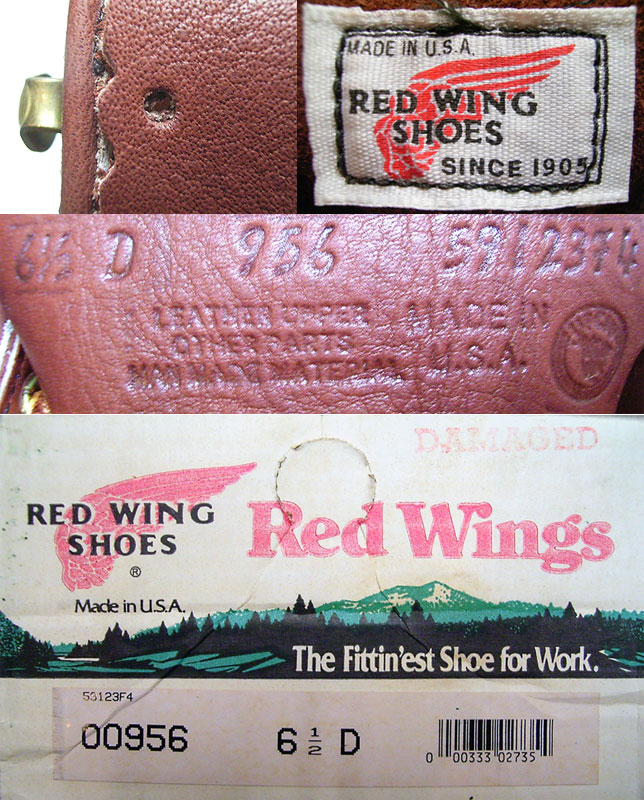 MADE IN U.S.A.
RED WING
SHOES
SINCE 1905
6½ D 956 59123F4
LEATHER UPPER
OTHER PARTS
MAN MADE MATERIAL
MADE IN
U.S.A.
DAMAGED
RED WING
SHOES
®
Made in U.S.A.
Red Wings
The Fittin'est Shoe for Work.
53123F4
00956 6 ½ D
0 00333 02735